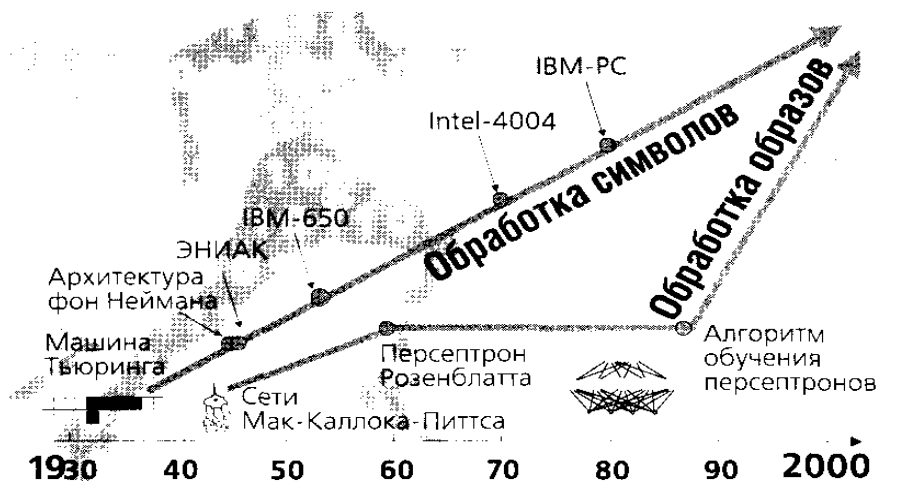 IBM-PC
Intel-4004
Обработка символов
Обработка образов
IBM-650
ЭНИАК
Архитектура
фон Неймана
Машина
Тьюринга
Персептрон
Розенблатта
Алгоритм
обучения
персептронов
Сети
Мак-Каллока-Питтса
1930 40 50 60 70 80 90 2000